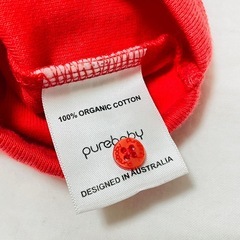 100% ORGANIC COTTON
purebaby
DESIGNED IN AUSTRALIA